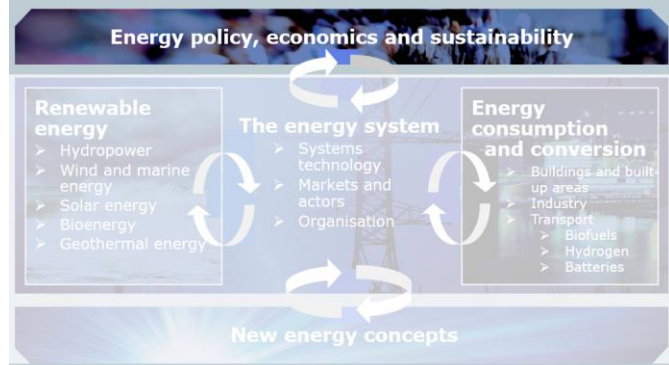 Energy policy, economics and sustainability
Renewable
energy
Hydropower
Wind and marine
energy
Solar energy
Bioenergy
Geothermal energy
The energy system
Systems
technology
Markets and
actors
Organisation
Energy
consumption
and conversion
Buildings and built-
up areas
Industry
Transport
Biofuels
Hydrogen
Batteries
New energy concepts